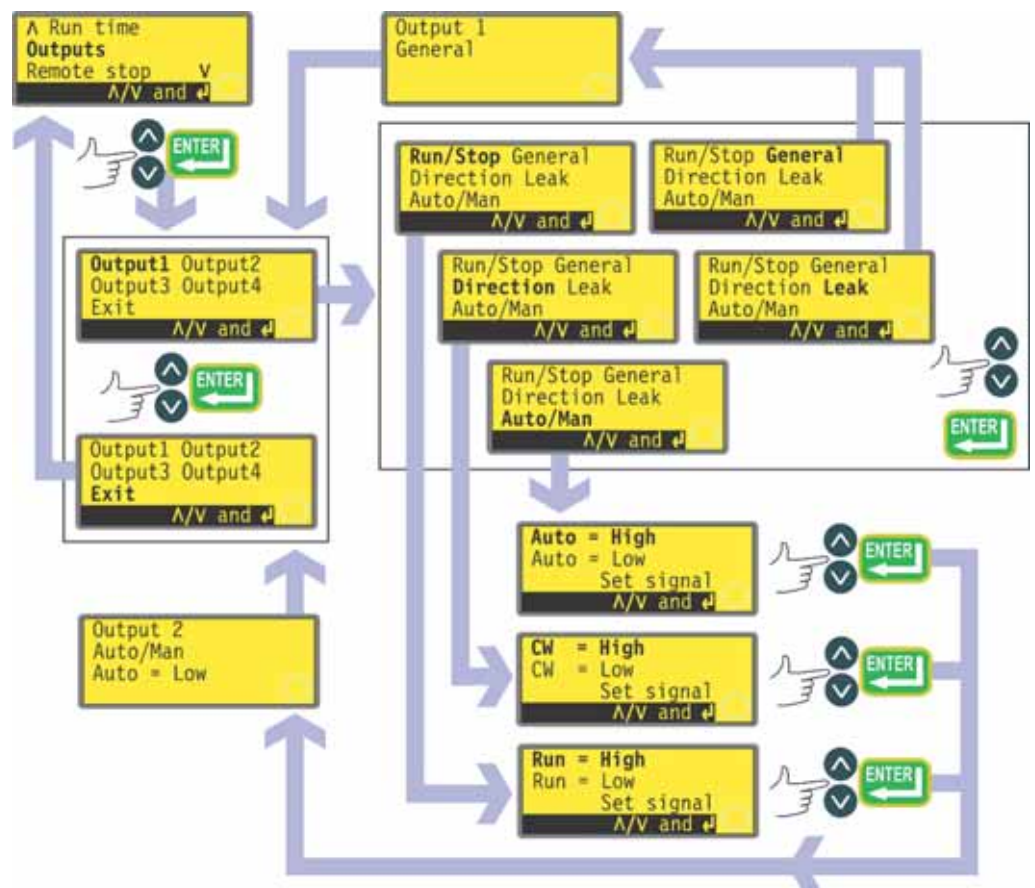 Λ Run time
Outputs
Remote stop V
Λ/V and ↲
ENTER
Output 1
General
Run/Stop General
Direction Leak
Auto/Man
Λ/V and ↲
Run/Stop General
Direction Leak
Auto/Man
Λ/V and ↲
Output1 Output2
Output3 Output4
Exit
Λ/V and ↲
Run/Stop General
Direction Leak
Auto/Man
Λ/V and ↲
Run/Stop General
Direction Leak
Auto/Man
Λ/V and ↲
ENTER
Run/Stop General
Direction Leak
Auto/Man
Λ/V and ↲
ENTER
Output1 Output2
Output3 Output4
Exit
Λ/V and ↲
Auto = High
Auto = Low
Set signal
Λ/V and ↲
ENTER
Output 2
Auto/Man
Auto = Low
CW = High
CW = Low
Set signal
Λ/V and ↲
ENTER
Run = High
Run = Low
Set signal
Λ/V and ↲
ENTER